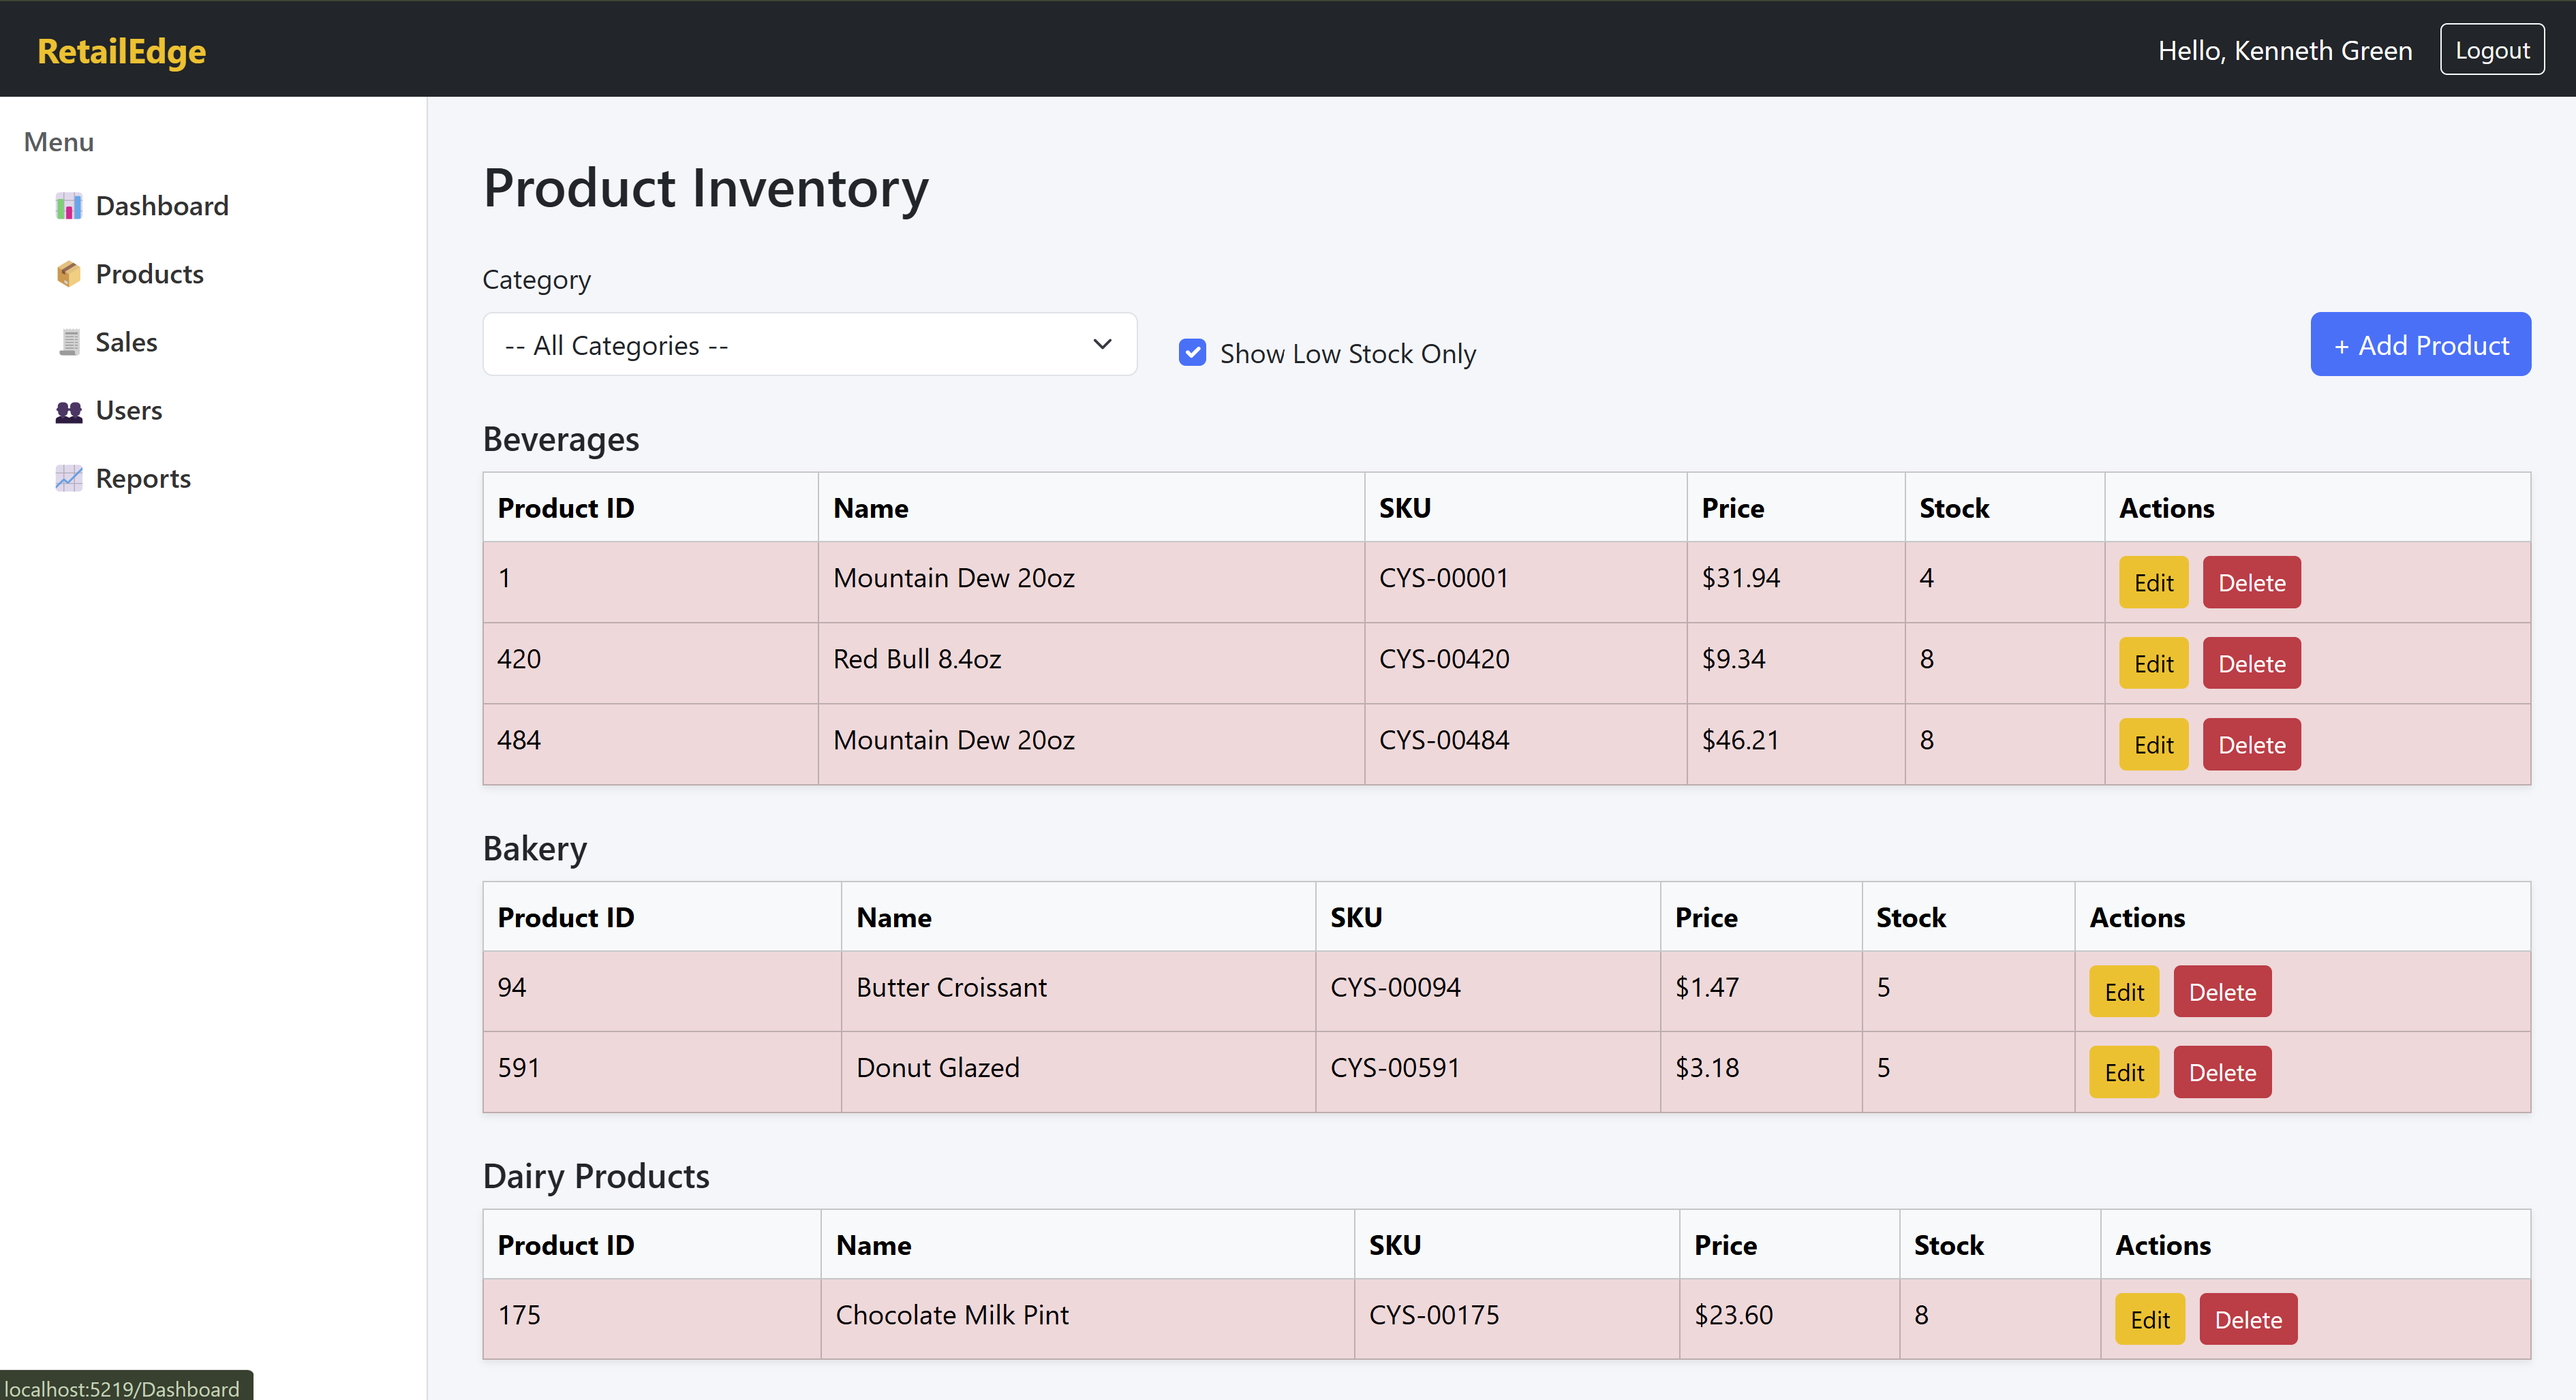 RetailEdge
Hello, Kenneth Green
Logout
Menu
Dashboard
Products
Sales
Users
Reports
Product Inventory
Category
-- All Categories --
Show Low Stock Only
+ Add Product
Beverages
Product ID Name SKU Price Stock Actions
1 Mountain Dew 20oz CYS-00001 $31.94 4 Edit Delete
420 Red Bull 8.4oz CYS-00420 $9.34 8 Edit Delete
484 Mountain Dew 20oz CYS-00484 $46.21 8 Edit Delete
Bakery
Product ID Name SKU Price Stock Actions
94 Butter Croissant CYS-00094 $1.47 5 Edit Delete
591 Donut Glazed CYS-00591 $3.18 5 Edit Delete
Dairy Products
Product ID Name SKU Price Stock Actions
175 Chocolate Milk Pint CYS-00175 $23.60 8 Edit Delete
localhost:5219/Dashboard